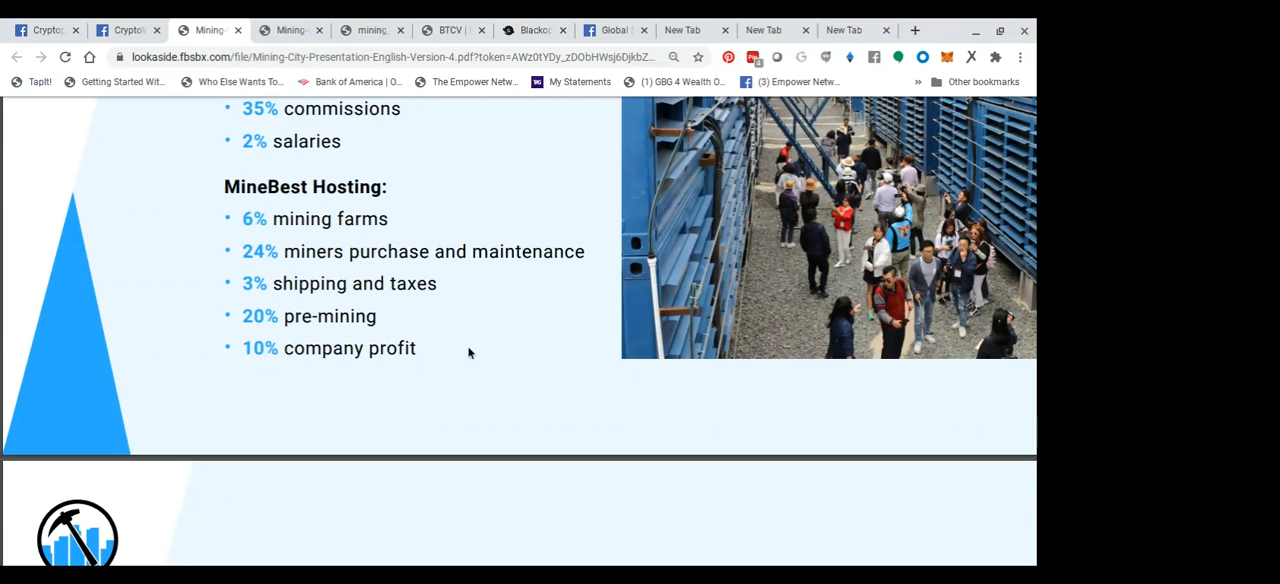 Crypto
CryptoW
Mining-
Mining-
mining_
BTCV |
Blacko
Global
New Tab
New Tab
New Tab
lookaside.fbsbx.com/file/Mining-City-Presentation-English-Version-4.pdf?token=AWz0tYDy_zDObHWsj6DjkbZ...
TapIt!
Getting Started Wit...
Who Else Wants To...
Bank of America | O...
The Empower Netw...
My Statements
(1) GBG 4 Wealth O...
(3) Empower Netw...
»
Other bookmarks
• 35% commissions
• 2% salaries
MineBest Hosting:
• 6% mining farms
• 24% miners purchase and maintenance
• 3% shipping and taxes
• 20% pre-mining
• 10% company profit